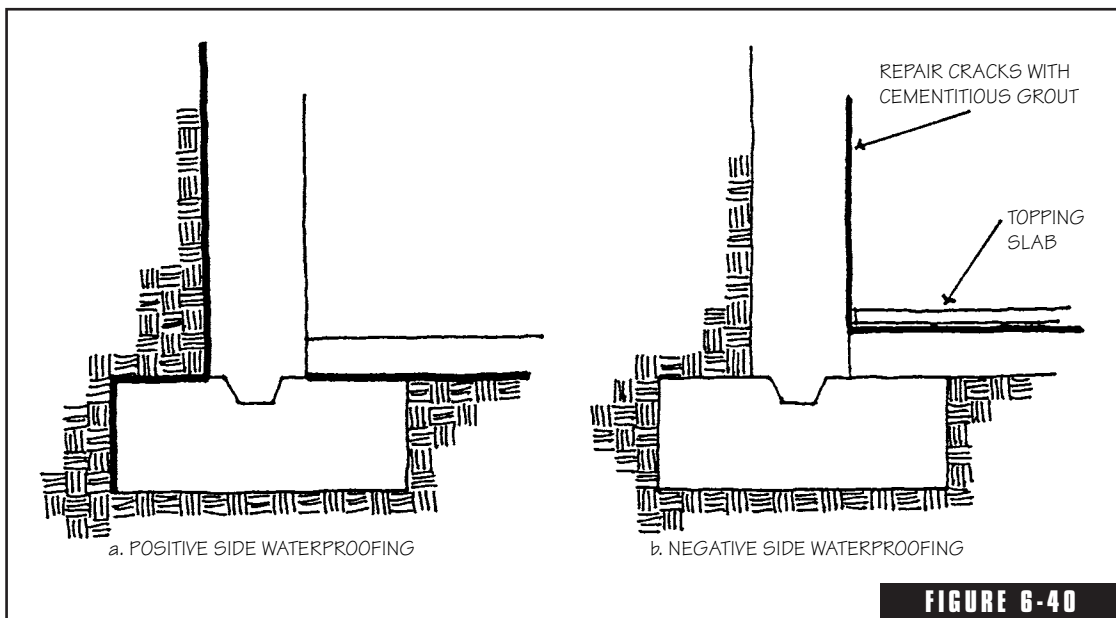 REPAIR CRACKS WITH
CEMENTITIOUS GROUT
TOPPING
SLAB
a. POSITIVE SIDE WATERPROOFING
b. NEGATIVE SIDE WATERPROOFING
FIGURE 6-40